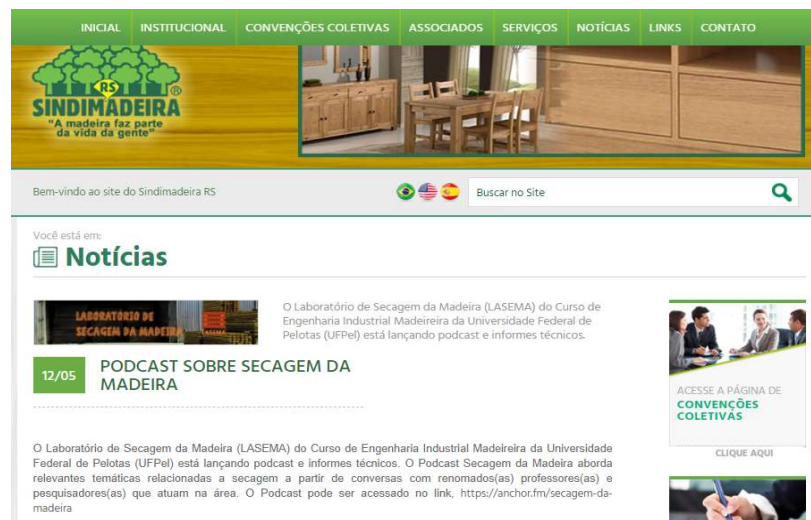 INICIAL INSTITUCIONAL CONVENÇÕES COLETIVAS ASSOCIADOS SERVIÇOS NOTÍCIAS LINKS CONTATO
RS
SINDIMADEIRA
®
"A madeira faz parte
da vida da gente"
Bem-vindo ao site do Sindimadeira RS
Buscar no Site
Você está em:
Notícias
LABORATÓRIO DE
SECAGEM DA MADEIRA
O Laboratório de Secagem da Madeira (LASEMA) do Curso de
Engenharia Industrial Madeireira da Universidade Federal de
Pelotas (UFPel) está lançando podcast e informes técnicos.
12/05
PODCAST SOBRE SECAGEM DA
MADEIRA
O Laboratório de Secagem da Madeira (LASEMA) do Curso de Engenharia Industrial Madeireira da Universidade
Federal de Pelotas (UFPel) está lançando podcast e informes técnicos. O Podcast Secagem da Madeira aborda
relevantes temáticas relacionadas a secagem a partir de conversas com renomados(as) professores(as) e
pesquisadores(as) que atuam na área. O Podcast pode ser acessado no link, https://anchor.fm/secagem-da-
madeira
ACESSE A PÁGINA DE
CONVENÇÕES
COLETIVAS
CLIQUE AQUI